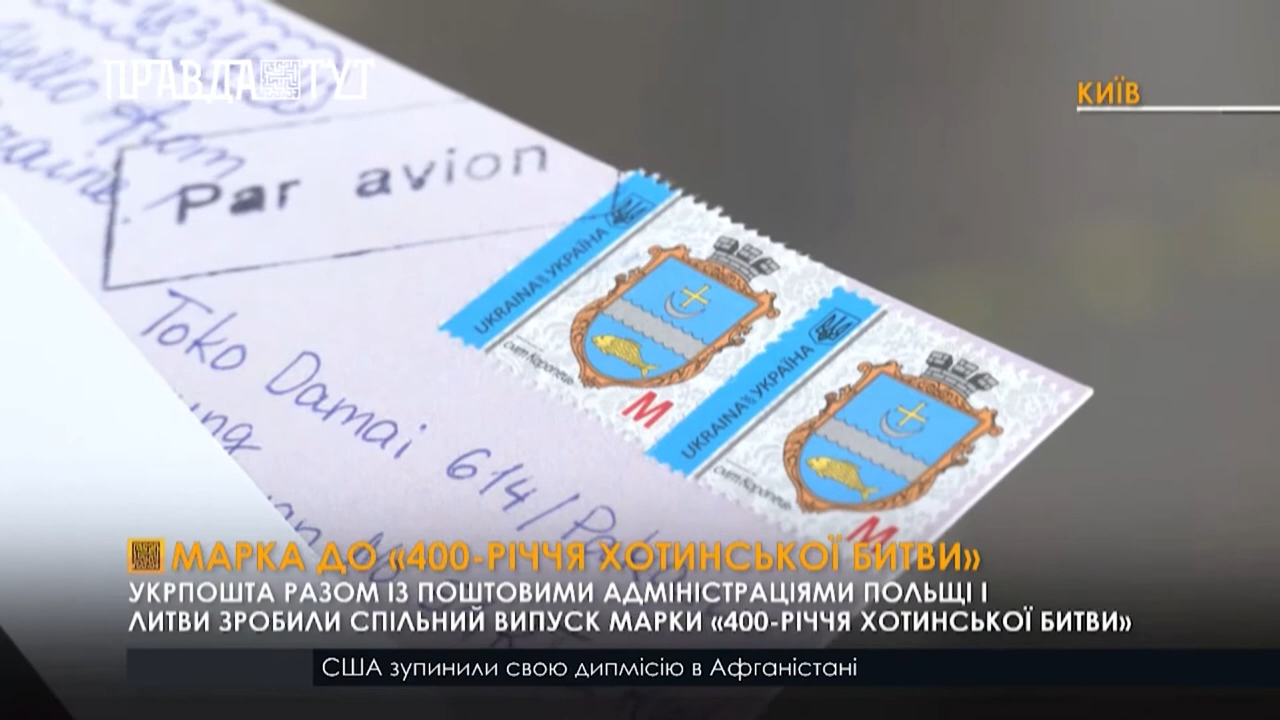 ПРАВДА ТУТ
КИЇВ
Hello from
Par avion
UKRAINA УКРАЇНА
M
UKRAINA УКРАЇНА
M
Toko Damai 614/
МАРКА ДО «400-РІЧЧЯ ХОТИНСЬКОЇ БИТВИ»
УКРПОШТА РАЗОМ ІЗ ПОШТОВИМИ АДМІНІСТРАЦІЯМИ ПОЛЬЩІ І
ЛИТВИ ЗРОБИЛИ СПІЛЬНИЙ ВИПУСК МАРКИ «400-РІЧЧЯ ХОТИНСЬКОЇ БИТВИ»
США зупинили свою дипмісію в Афганістані